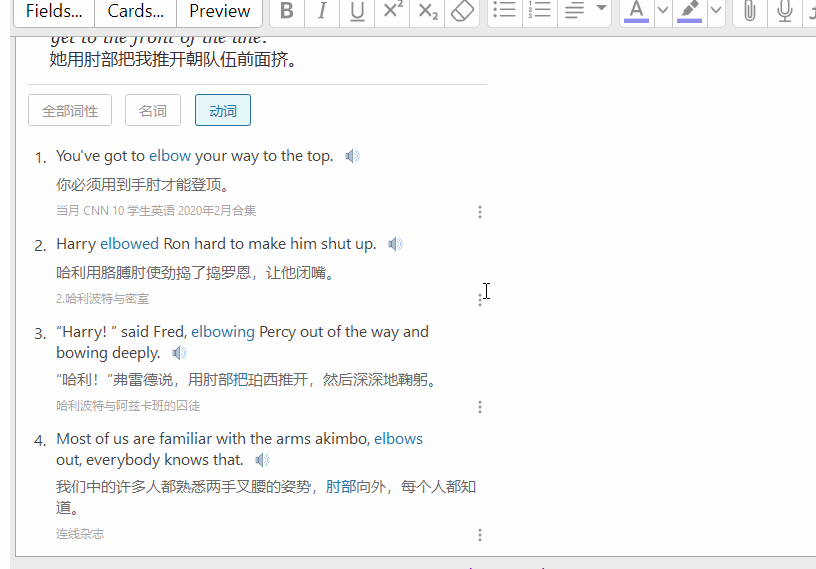 Fields... Cards... Preview B I U X² X₂ A
get to the front of the line.
她用肘部把我推开朝队伍前面挤。
全部词性 名词 动词
1. You've got to elbow your way to the top.
你必须用到手肘才能登顶。
当月 CNN 10 学生英语 2020年2月合集
2. Harry elbowed Ron hard to make him shut up.
哈利用胳膊肘使劲捣了捣罗恩，让他闭嘴。
2.哈利波特与密室
3. “Harry! ” said Fred, elbowing Percy out of the way and
bowing deeply.
“哈利！”弗雷德说，用肘部把珀西推开，然后深深地鞠躬。
哈利波特与阿兹卡班的囚徒
4. Most of us are familiar with the arms akimbo, elbows
out, everybody knows that.
我们中的许多人都熟悉两手叉腰的姿势，肘部向外，每个人都知
道。
连线杂志